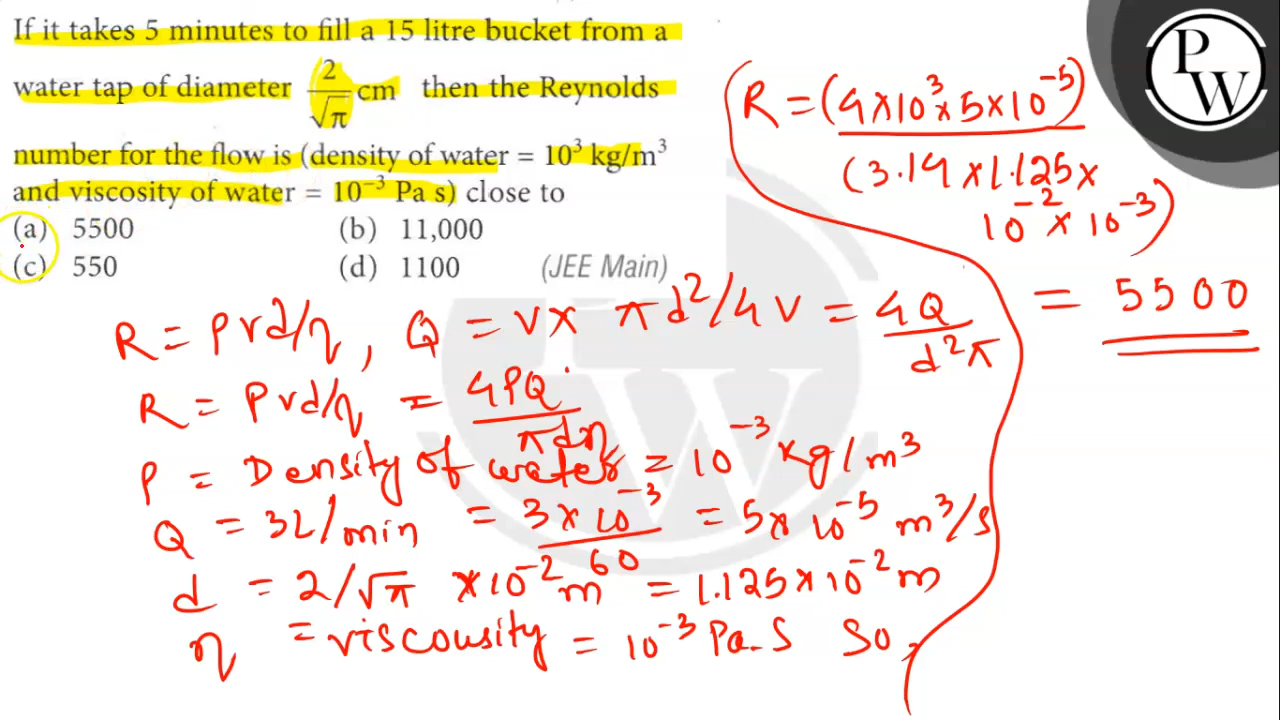 If it takes 5 minutes to fill a 15 litre bucket from a
water tap of diameter 2/√π cm then the Reynolds
number for the flow is (density of water = 10³ kg/m³
and viscosity of water = 10⁻³ Pa s) close to
(a) 5500 (b) 11,000
(c) 550 (d) 1100 (JEE Main)
R = ρvd/η, Q = v× πd²/4 v = 4Q/d²π
R = ρvd/η = 4ρQ/πdη
ρ = Density of water = 10⁻³ kg/m³
Q = 3L/min = 3×10⁻³/60 = 5×10⁻⁵ m³/s
d = 2/√π ×10⁻² m = 1.125×10⁻² m
η = viscousity = 10⁻³ Pa.S So,
R = (4×10³×5×10⁻⁵)
(3.14×1.125×
10⁻²×10⁻³)
= 5500
PW